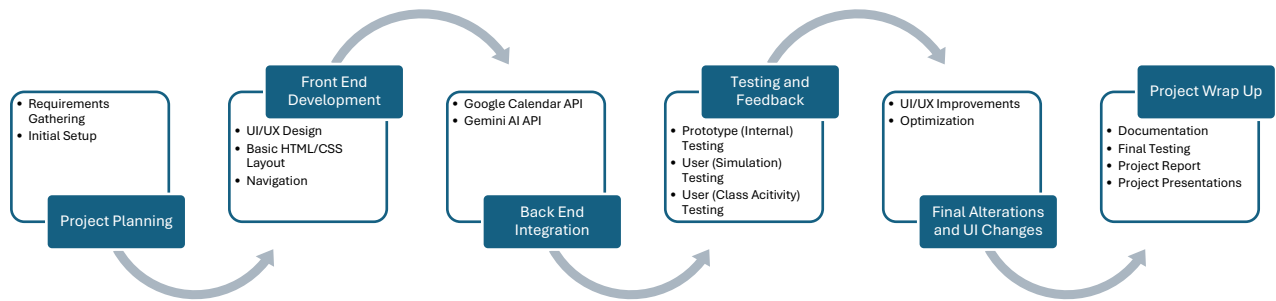 Requirements
Gathering
Initial Setup
Project Planning
Front End
Development
UI/UX Design
Basic HTML/CSS
Layout
Navigation
Google Calendar API
Gemini AI API
Back End
Integration
Testing and
Feedback
Prototype (Internal)
Testing
User (Simulation)
Testing
User (Class Acitivity)
Testing
UI/UX Improvements
Optimization
Final Alterations
and UI Changes
Project Wrap Up
Documentation
Final Testing
Project Report
Project Presentations